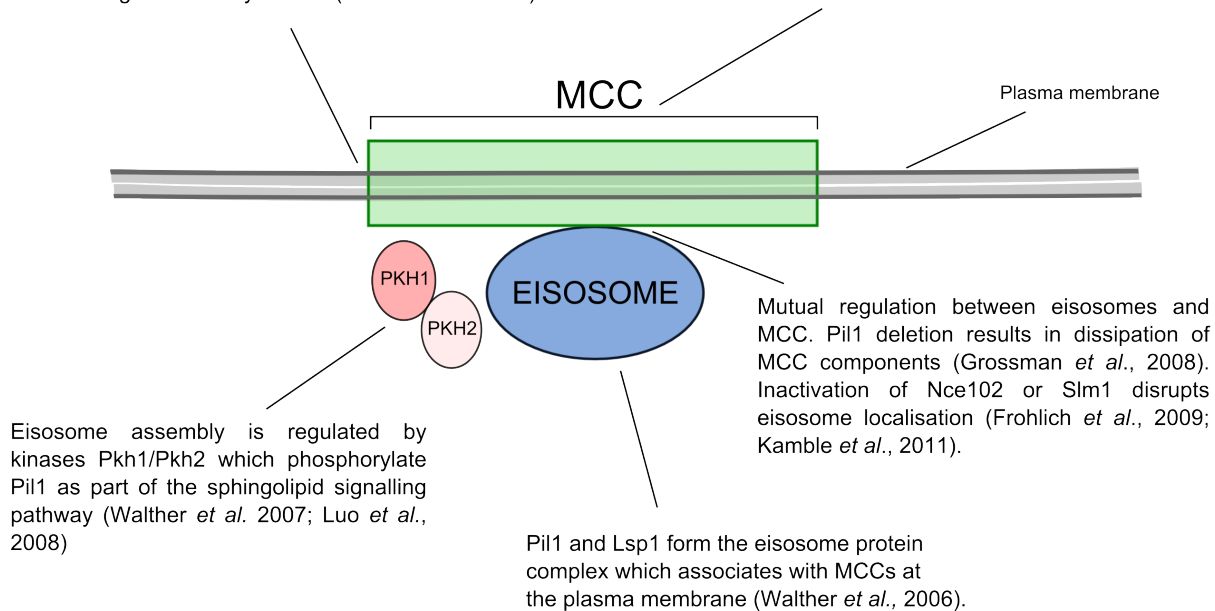 MCC
Plasma membrane
PKH1
EISOSOME
PKH2
Mutual regulation between eisosomes and
MCC. Pil1 deletion results in dissipation of
MCC components (Grossman et al., 2008).
Inactivation of Nce102 or Slm1 disrupts
eisosome localisation (Frohlich et al., 2009;
Kamble et al., 2011).
Eisosome assembly is regulated by
kinases Pkh1/Pkh2 which phosphorylate
Pil1 as part of the sphingolipid signalling
pathway (Walther et al. 2007; Luo et al.,
2008)
Pil1 and Lsp1 form the eisosome protein
complex which associates with MCCs at
the plasma membrane (Walther et al., 2006).